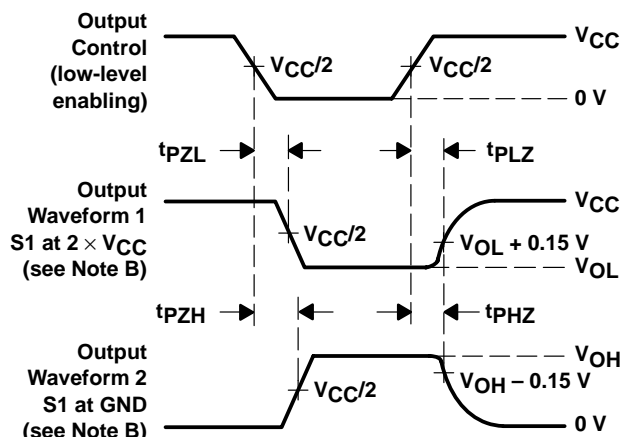 Output
Control
(low-level
enabling)
VCC/2
VCC/2
VCC
0 V
tPZL
tPLZ
Output
Waveform 1
S1 at 2 × VCC
(see Note B)
VCC/2
VCC
VOL + 0.15 V
VOL
tPZH
tPHZ
Output
Waveform 2
S1 at GND
(see Note B)
VCC/2
VOH
VOH − 0.15 V
0 V